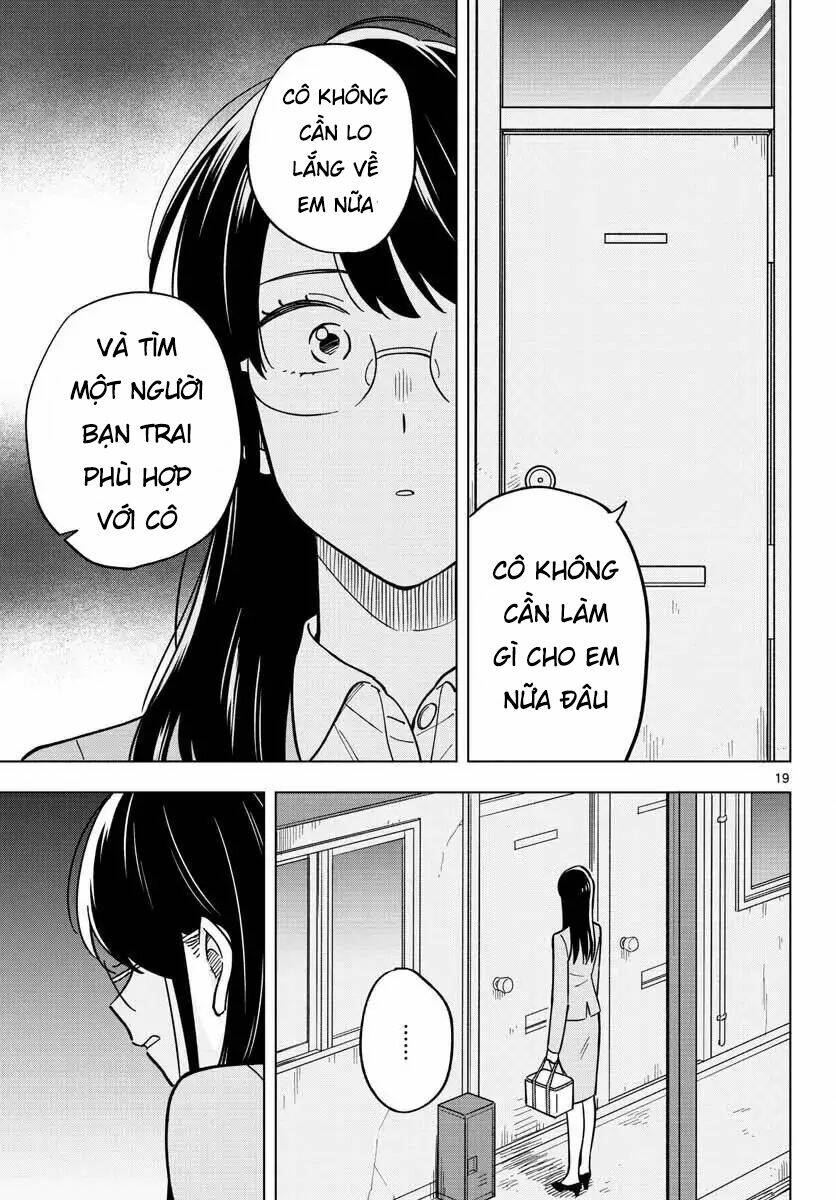 CÔ KHÔNG
CẦN LÀM
GÌ CHO EM
NỮA ĐÂU
CÔ KHÔNG
CẦN LO
LẮNG VỀ
EM NỮA
VÀ TÌM
MỘT NGƯỜI
BẠN TRAI
PHÙ HỢP
VỚI CÔ
19
......